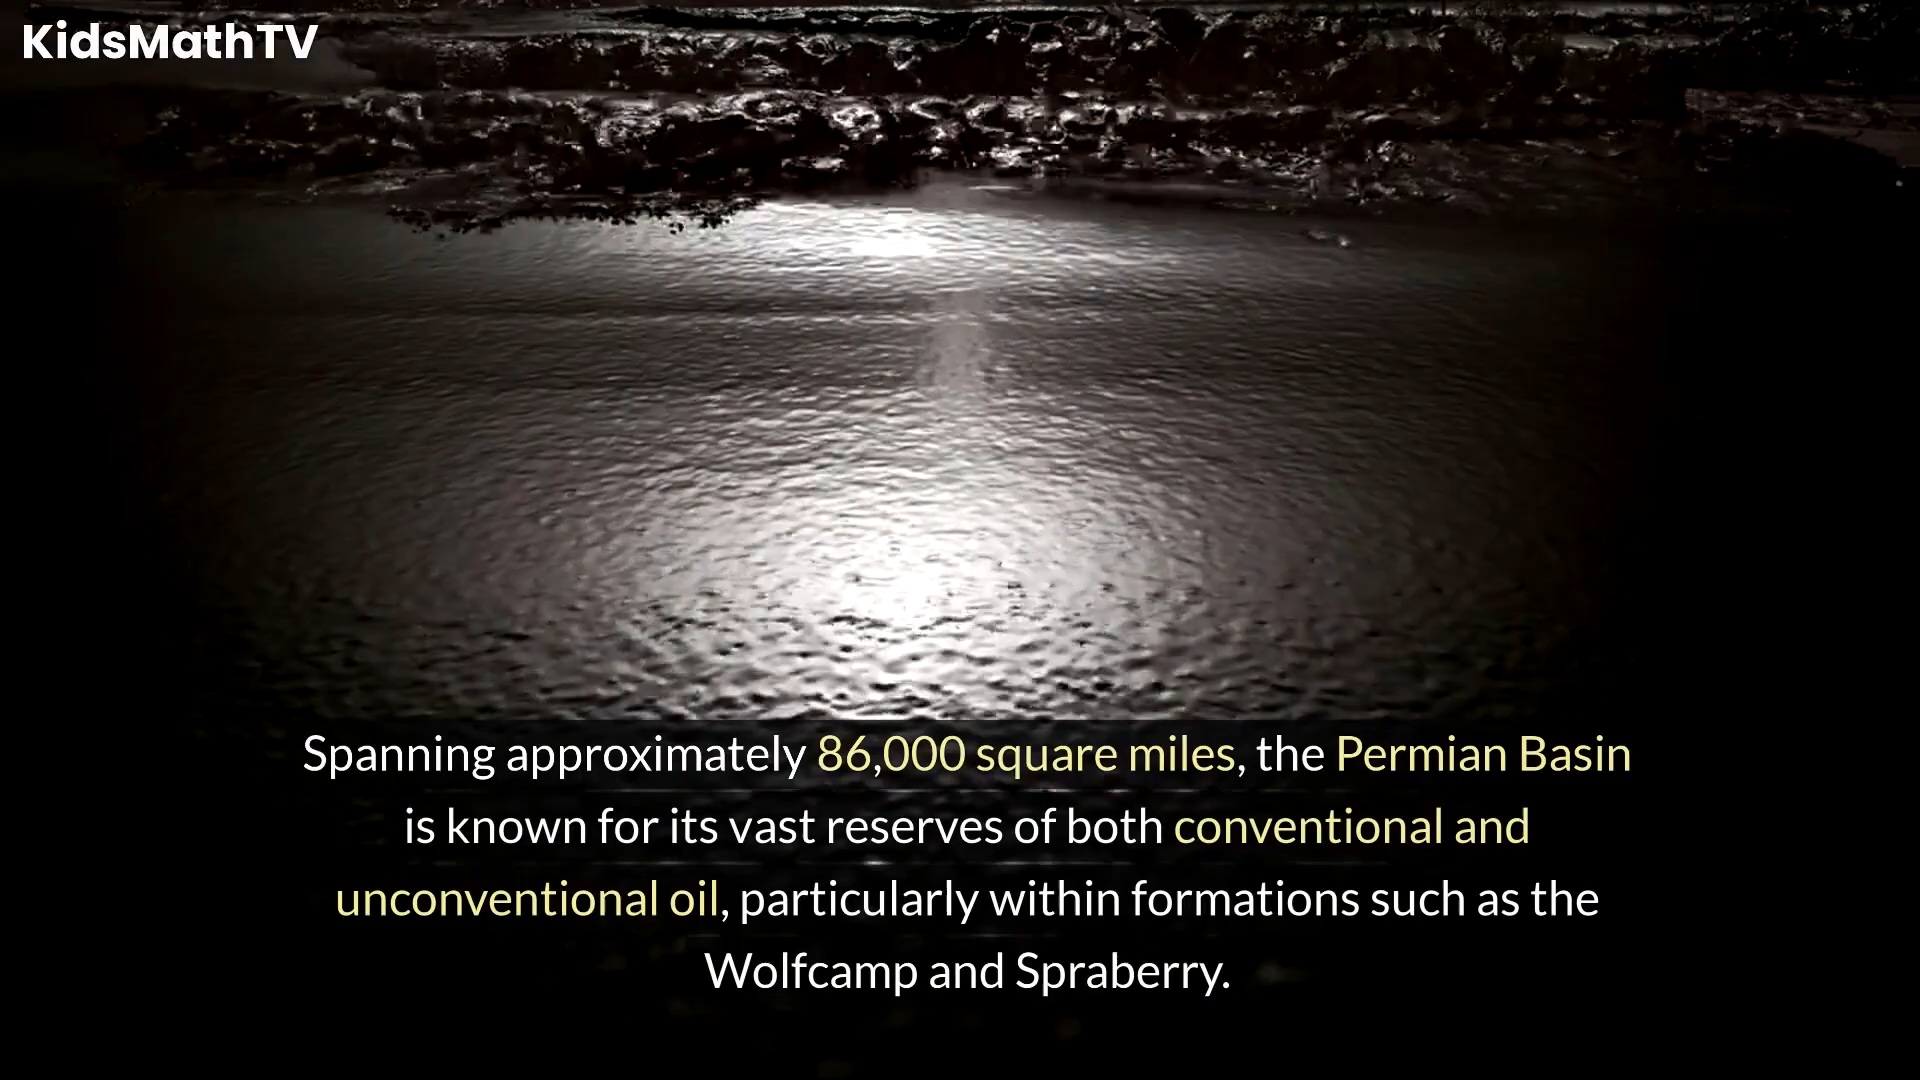 KidsMathTV
Spanning approximately 86,000 square miles, the Permian Basin
is known for its vast reserves of both conventional and
unconventional oil, particularly within formations such as the
Wolfcamp and Spraberry.